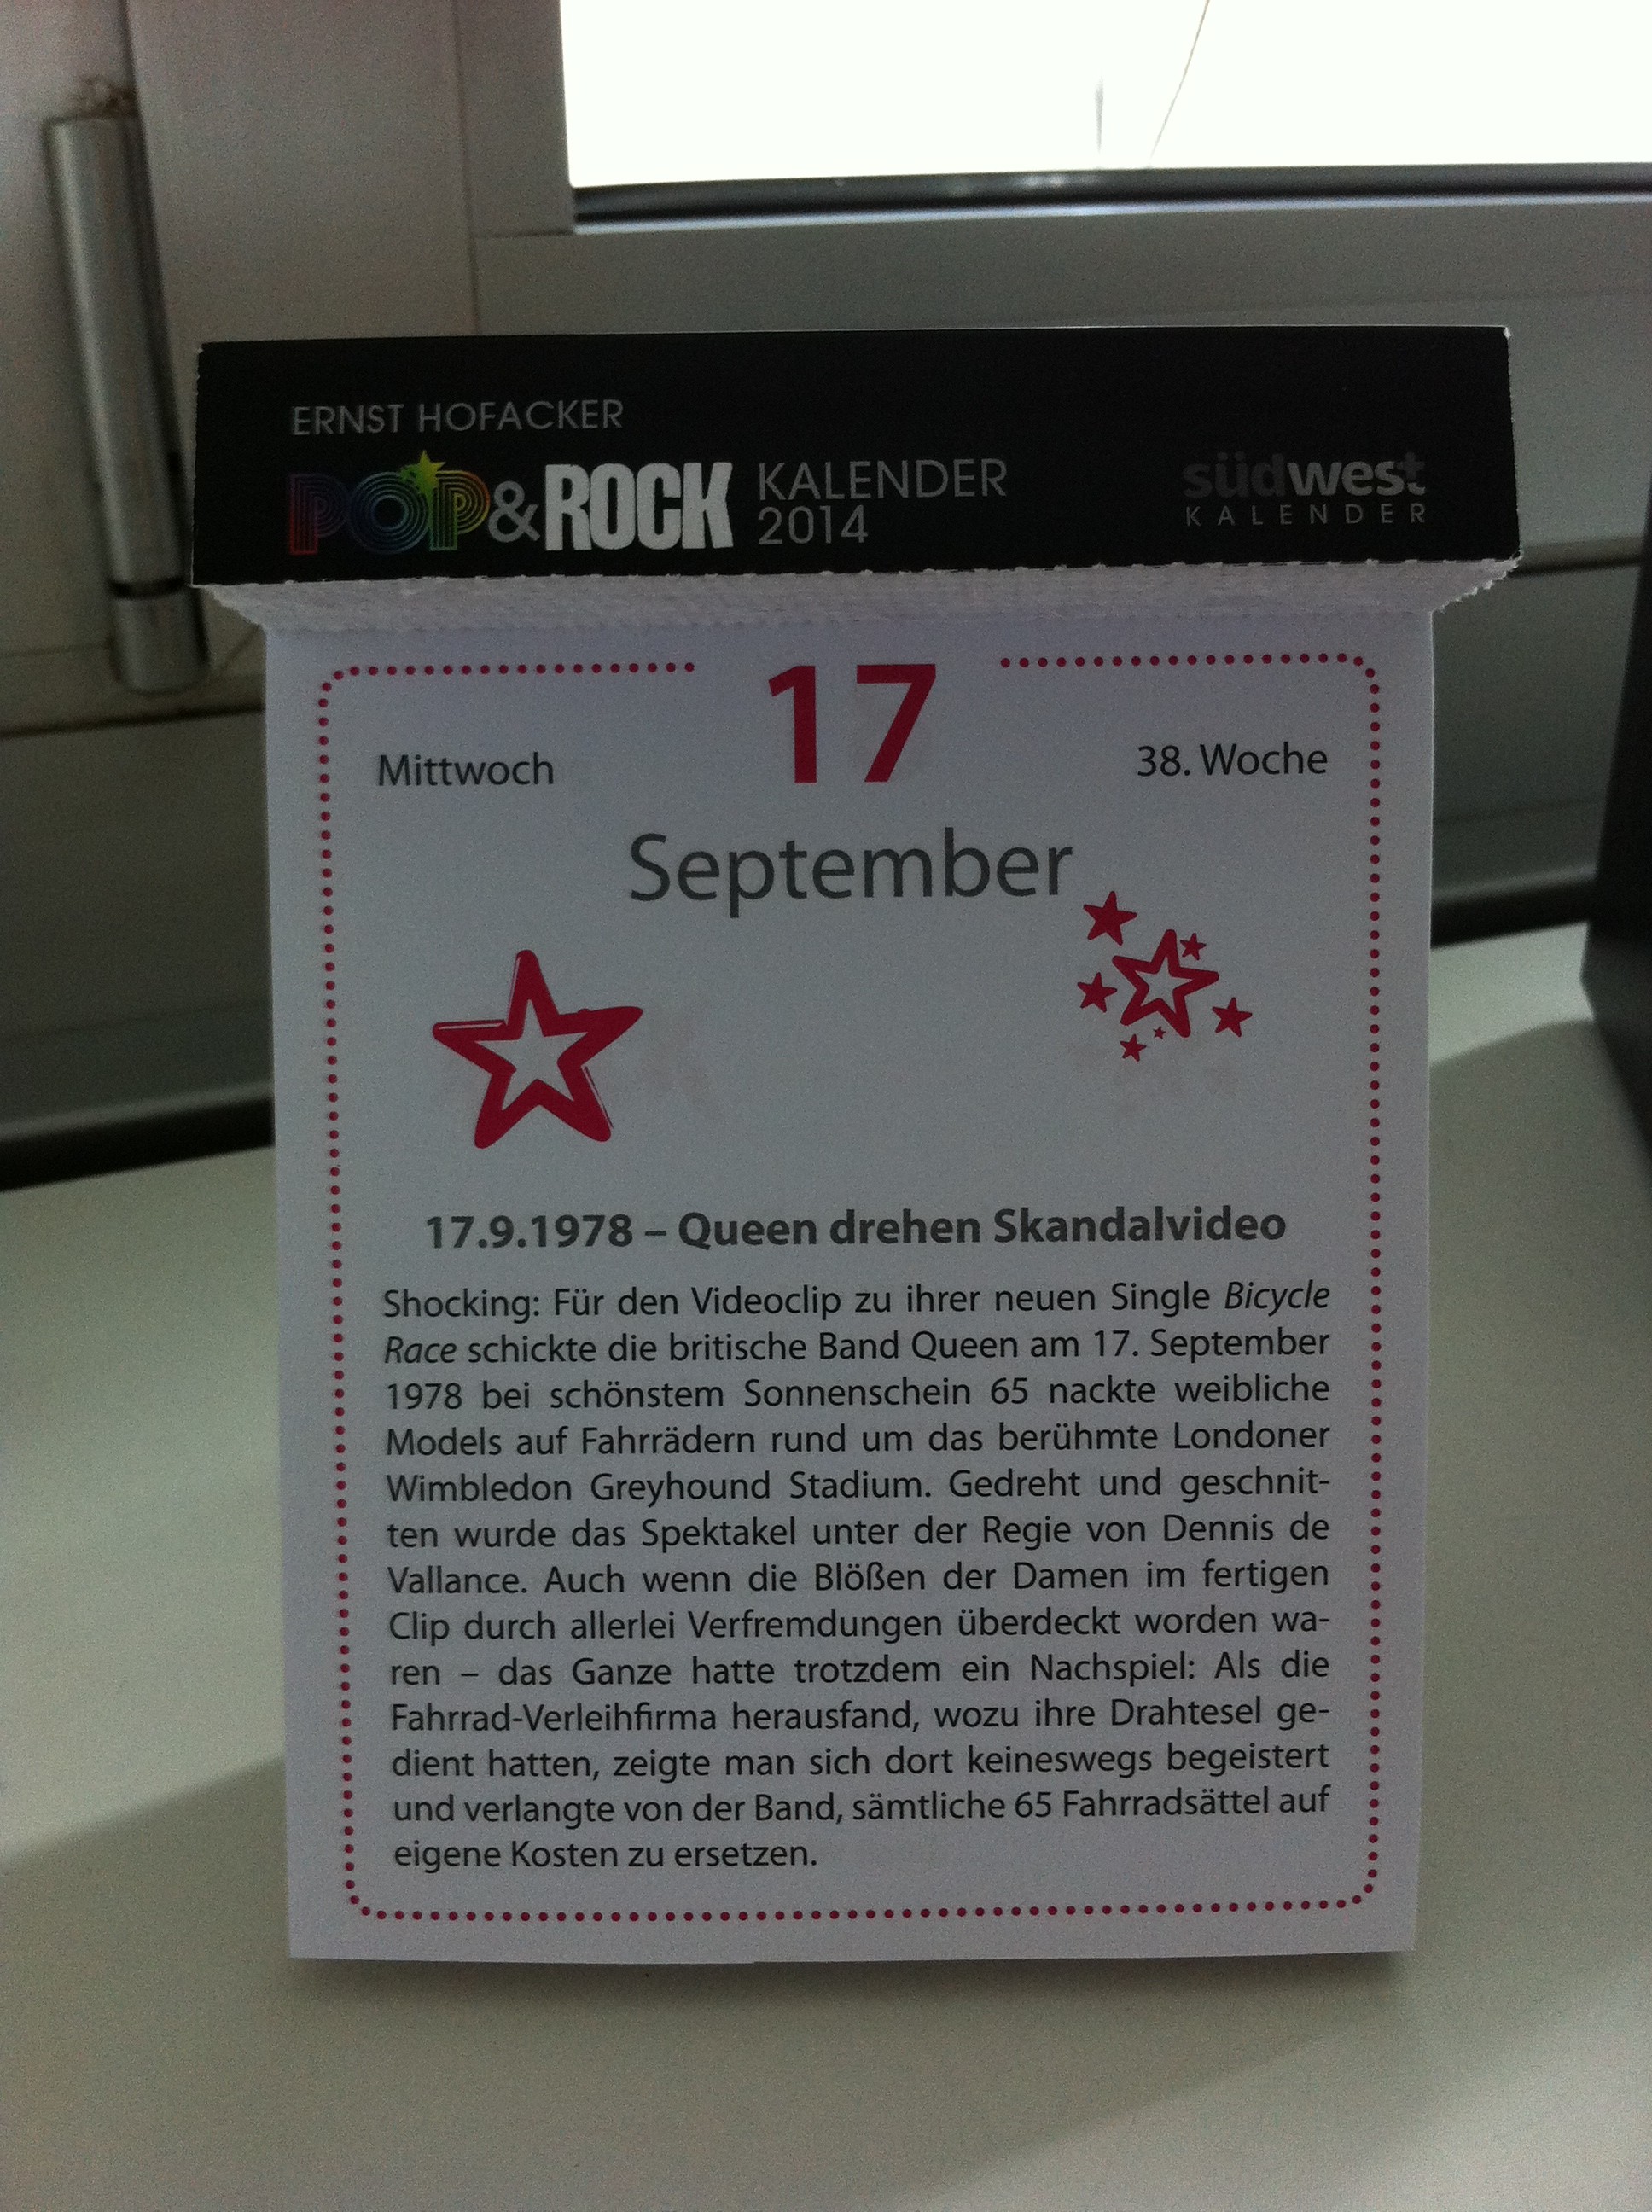 ERNST HOFACKER
POP&ROCK KALENDER 2014
südwest
KALENDER
Mittwoch 17 38. Woche
September
17.9.1978 – Queen drehen Skandalvideo
Shocking: Für den Videoclip zu ihrer neuen Single Bicycle
Race schickte die britische Band Queen am 17. September
1978 bei schönstem Sonnenschein 65 nackte weibliche
Models auf Fahrrädern rund um das berühmte Londoner
Wimbledon Greyhound Stadium. Gedreht und geschnit-
ten wurde das Spektakel unter der Regie von Dennis de
Vallance. Auch wenn die Blößen der Damen im fertigen
Clip durch allerlei Verfremdungen überdeckt worden wa-
ren – das Ganze hatte trotzdem ein Nachspiel: Als die
Fahrrad-Verleihfirma herausfand, wozu ihre Drahtesel ge-
dient hatten, zeigte man sich dort keineswegs begeistert
und verlangte von der Band, sämtliche 65 Fahrradsättel auf
eigene Kosten zu ersetzen.